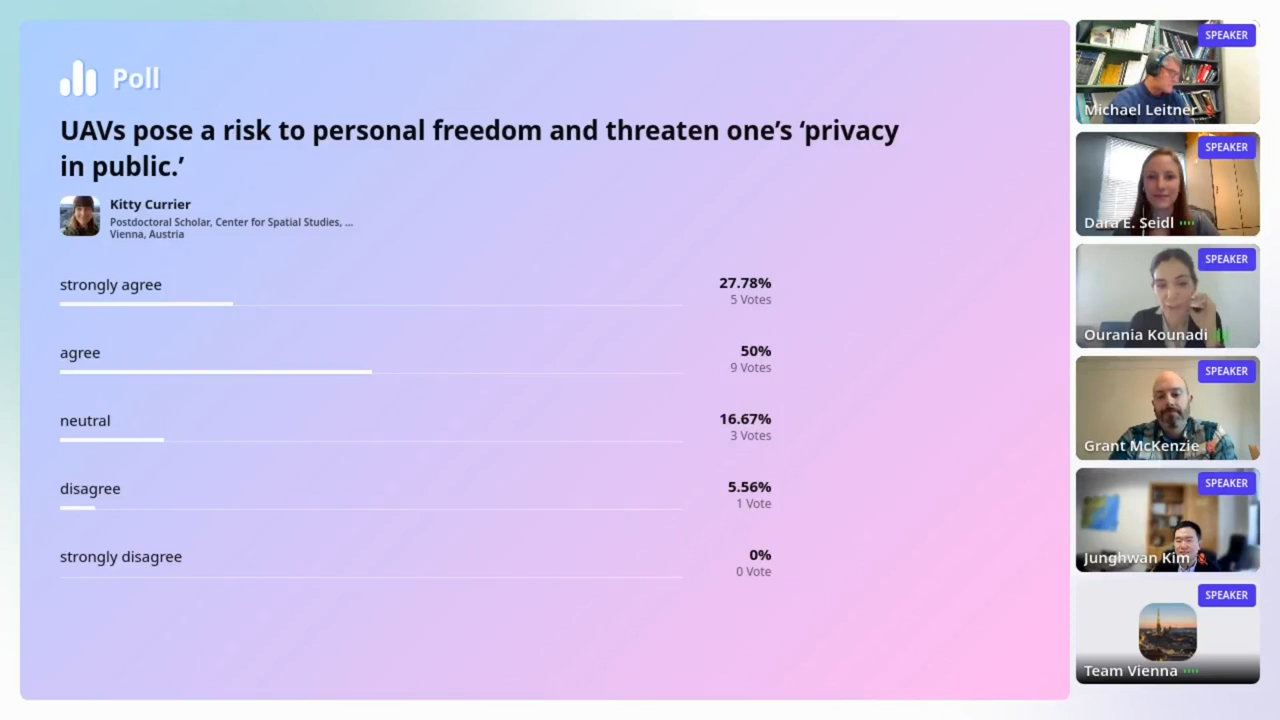 Poll
UAVs pose a risk to personal freedom and threaten one’s ‘privacy
in public.’
Kitty Currier
Postdoctoral Scholar, Center for Spatial Studies, ...
Vienna, Austria
strongly agree
27.78%
5 Votes
agree
50%
9 Votes
neutral
16.67%
3 Votes
disagree
5.56%
1 Vote
strongly disagree
0%
0 Vote
SPEAKER
Michael Leitner
SPEAKER
Dara E. Seidl
SPEAKER
Ourania Kounadi
SPEAKER
Grant McKenzie
SPEAKER
Junghwan Kim
SPEAKER
Team Vienna